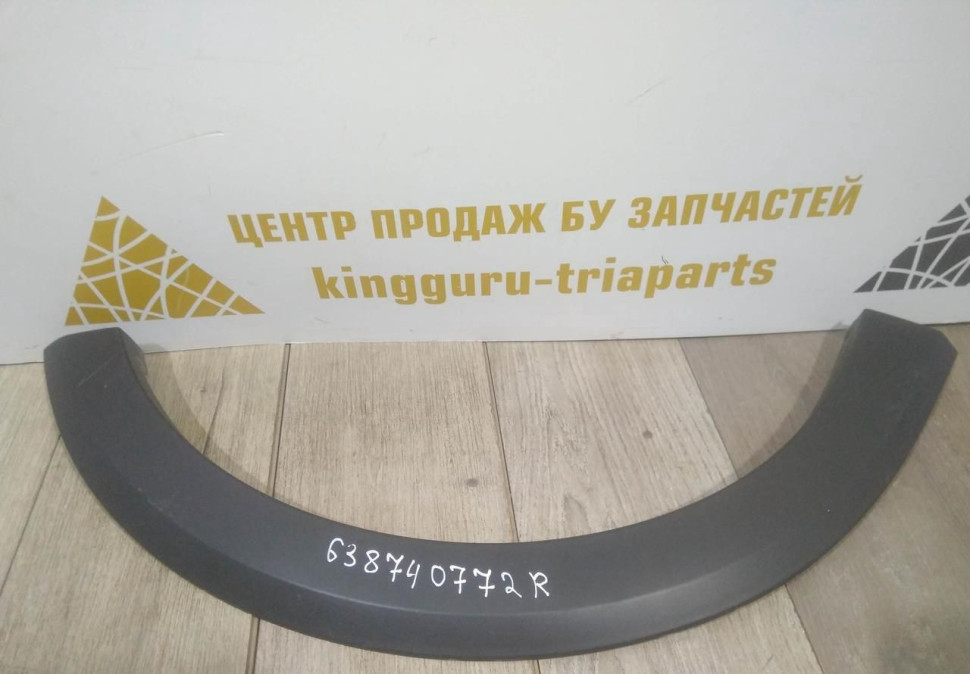 ЦЕНТР ПРОДАЖ БУ ЗАПЧАСТЕЙ
kingguru-triaparts
638740772R